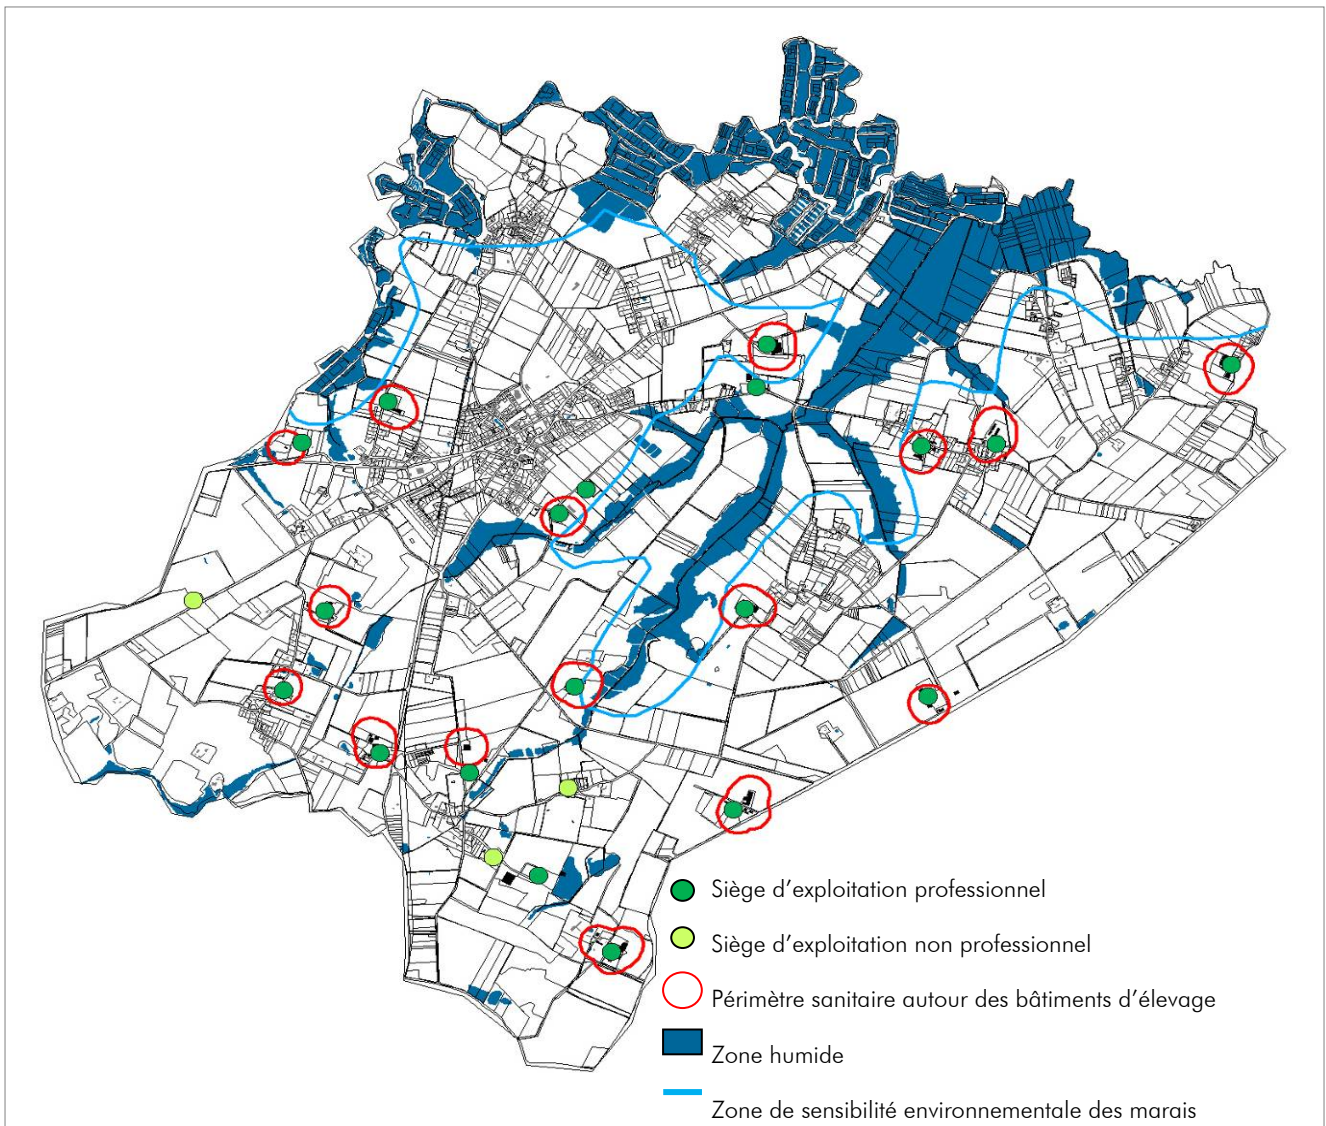 Siège d'exploitation professionnel
Siège d'exploitation non professionnel
Périmètre sanitaire autour des bâtiments d'élevage
Zone humide
Zone de sensibilité environnementale des marais